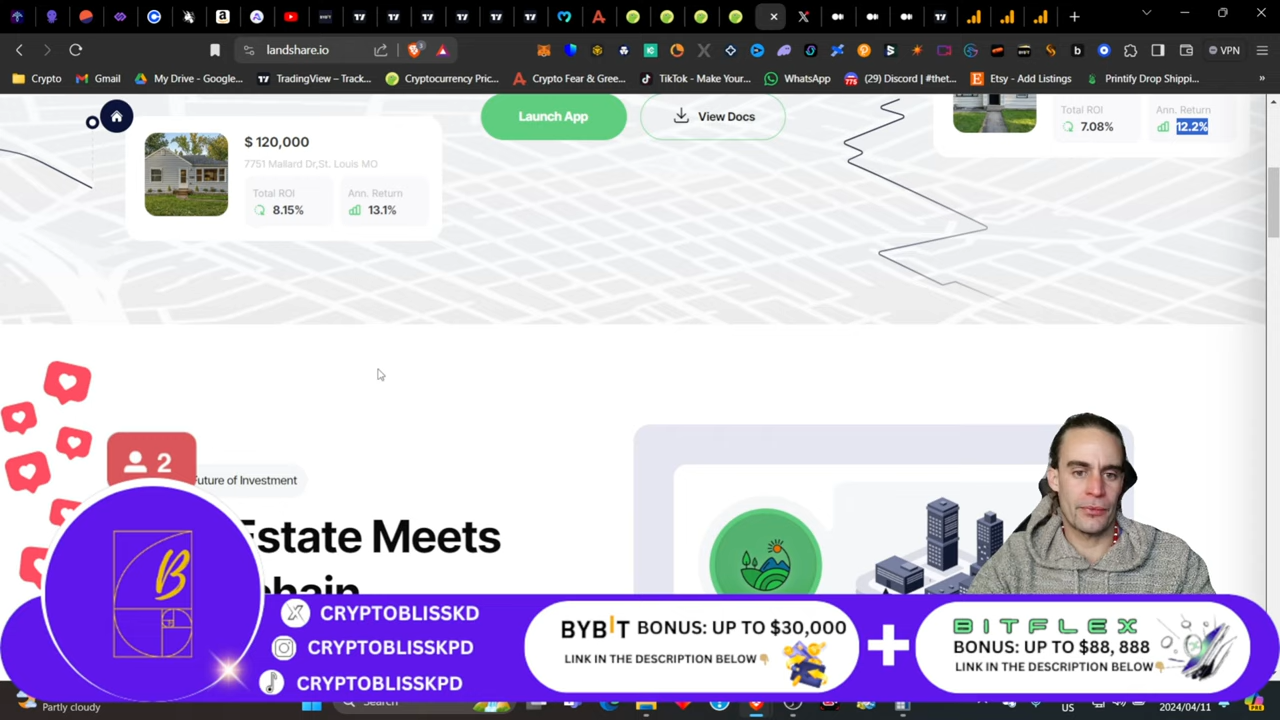 landshare.io
VPN
Crypto
Gmail
My Drive - Google...
TradingView – Track...
Cryptocurrency Pric...
Crypto Fear & Gree...
TikTok - Make Your...
WhatsApp
(29) Discord | #thet...
Etsy - Add Listings
Printify Drop Shippi...
»
Launch App
View Docs
$ 120,000
7751 Mallard Dr,St. Louis MO
Total ROI
Ann. Return
8.15%
13.1%
Total ROI
Ann. Return
7.08%
12.2%
2
uture of Investment
state Meets
B
CRYPTOBLISSKD
CRYPTOBLISSKPD
CRYPTOBLISSKPD
BYBIT BONUS: UP TO $30,000
LINK IN THE DESCRIPTION BELOW
BITFLEX
BONUS: UP TO $88, 888
LINK IN THE DESCRIPTION BELOW
Partly cloudy
Search
US
2024/04/11